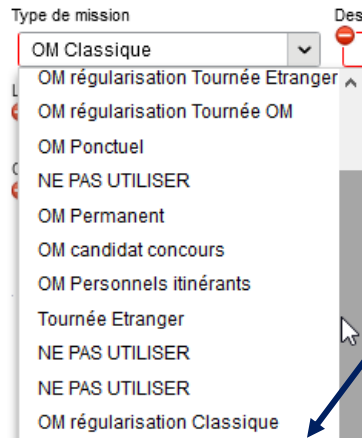 Type de mission Des
OM Classique
OM régularisation Tournée Etranger
L
OM régularisation Tournée OM
OM Ponctuel
C
NE PAS UTILISER
OM Permanent
OM candidat concours
OM Personnels itinérants
Tournée Etranger
NE PAS UTILISER
NE PAS UTILISER
OM régularisation Classique